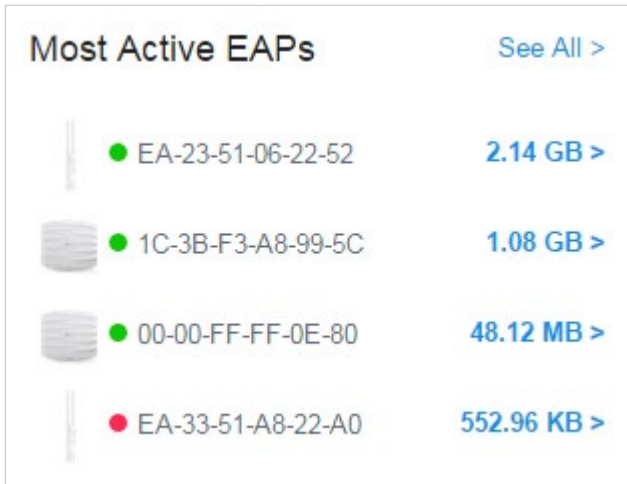 Most Active EAPs See All >
EA-23-51-06-22-52 2.14 GB >
1C-3B-F3-A8-99-5C 1.08 GB >
00-00-FF-FF-0E-80 48.12 MB >
EA-33-51-A8-22-A0 552.96 KB >